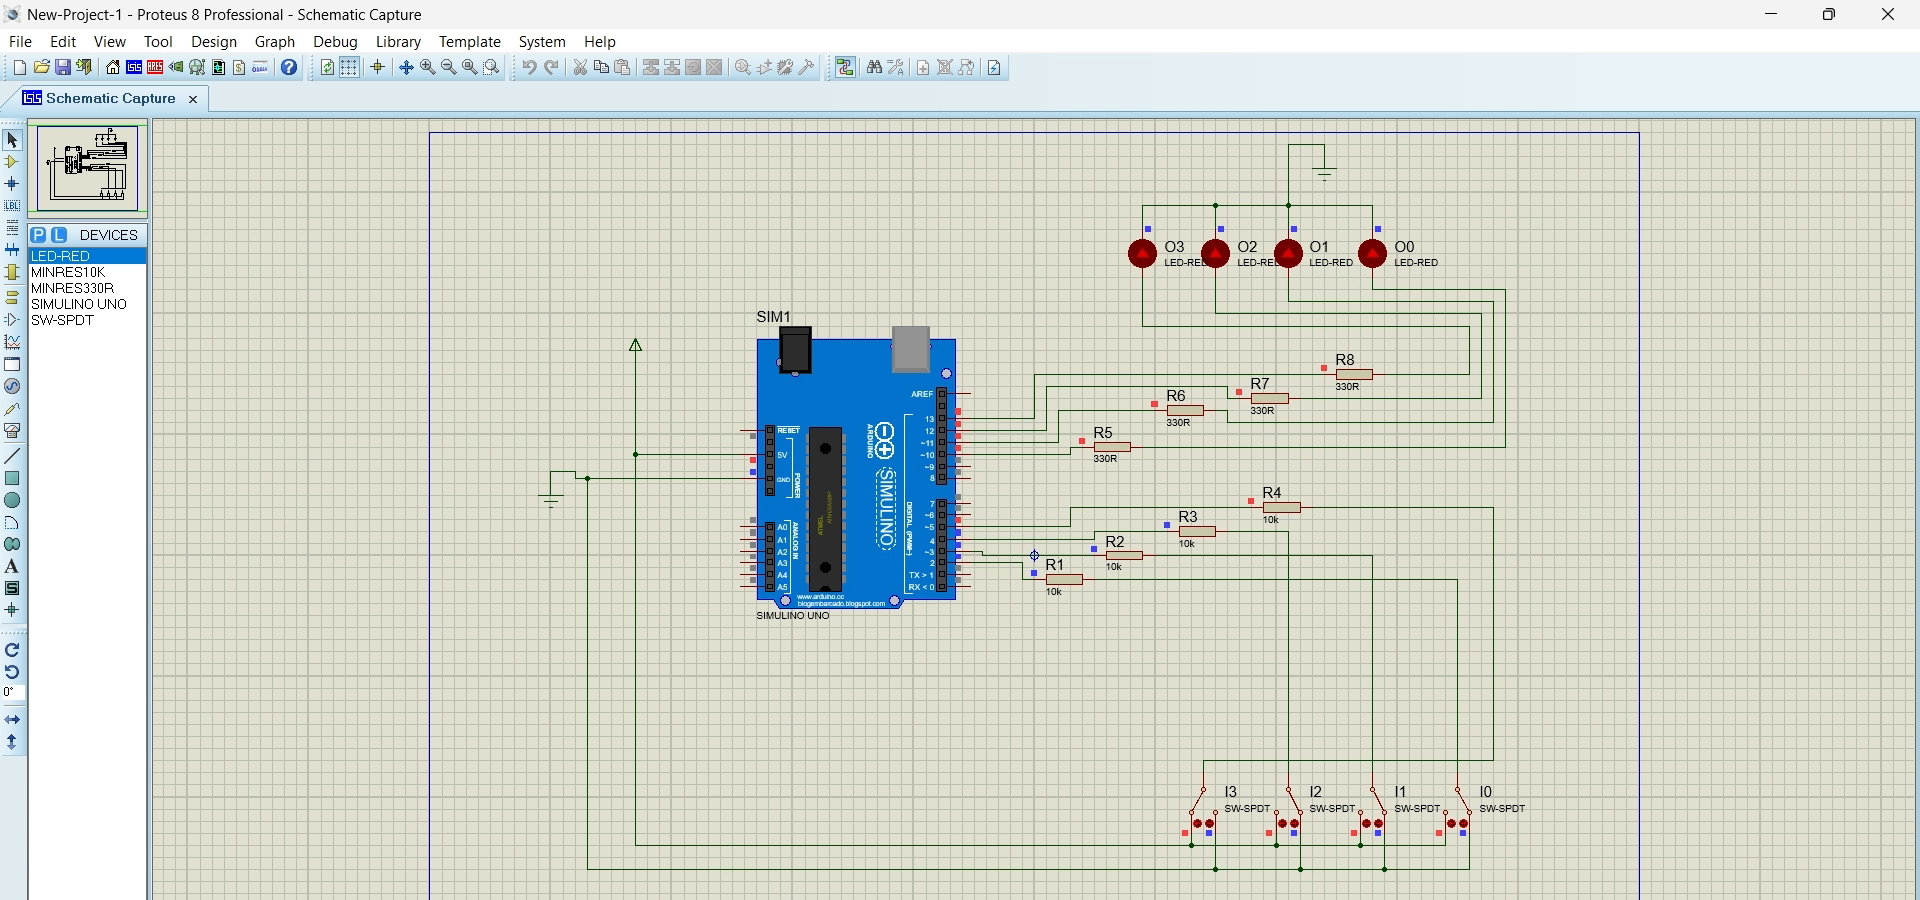 New-Project-1 - Proteus 8 Professional - Schematic Capture
File Edit View Tool Design Graph Debug Library Template System Help
Schematic Capture
P L DEVICES
LED-RED
MINRES10K
MINRES330R
SIMULINO UNO
SW-SPDT
LBL
A
S
0°
O3
LED-RED
O2
LED-RED
O1
LED-RED
O0
LED-RED
SIM1
R8
330R
R7
330R
R6
330R
R5
330R
R4
10k
R3
10k
R2
10k
R1
10k
AREF
13
12
~11
~10
~9
8
7
~6
~5
4
~3
2
TX > 1
RX < 0
RESET
5V
GND
POWER
A0
A1
A2
A3
A4
A5
ANALOG IN
ATMEL
ARDUINO
SIMULINO
DIGITAL (PWM~)
www.arduino.cc
blogembarcado.blogspot.com
SIMULINO UNO
I3
SW-SPDT
I2
SW-SPDT
I1
SW-SPDT
I0
SW-SPDT